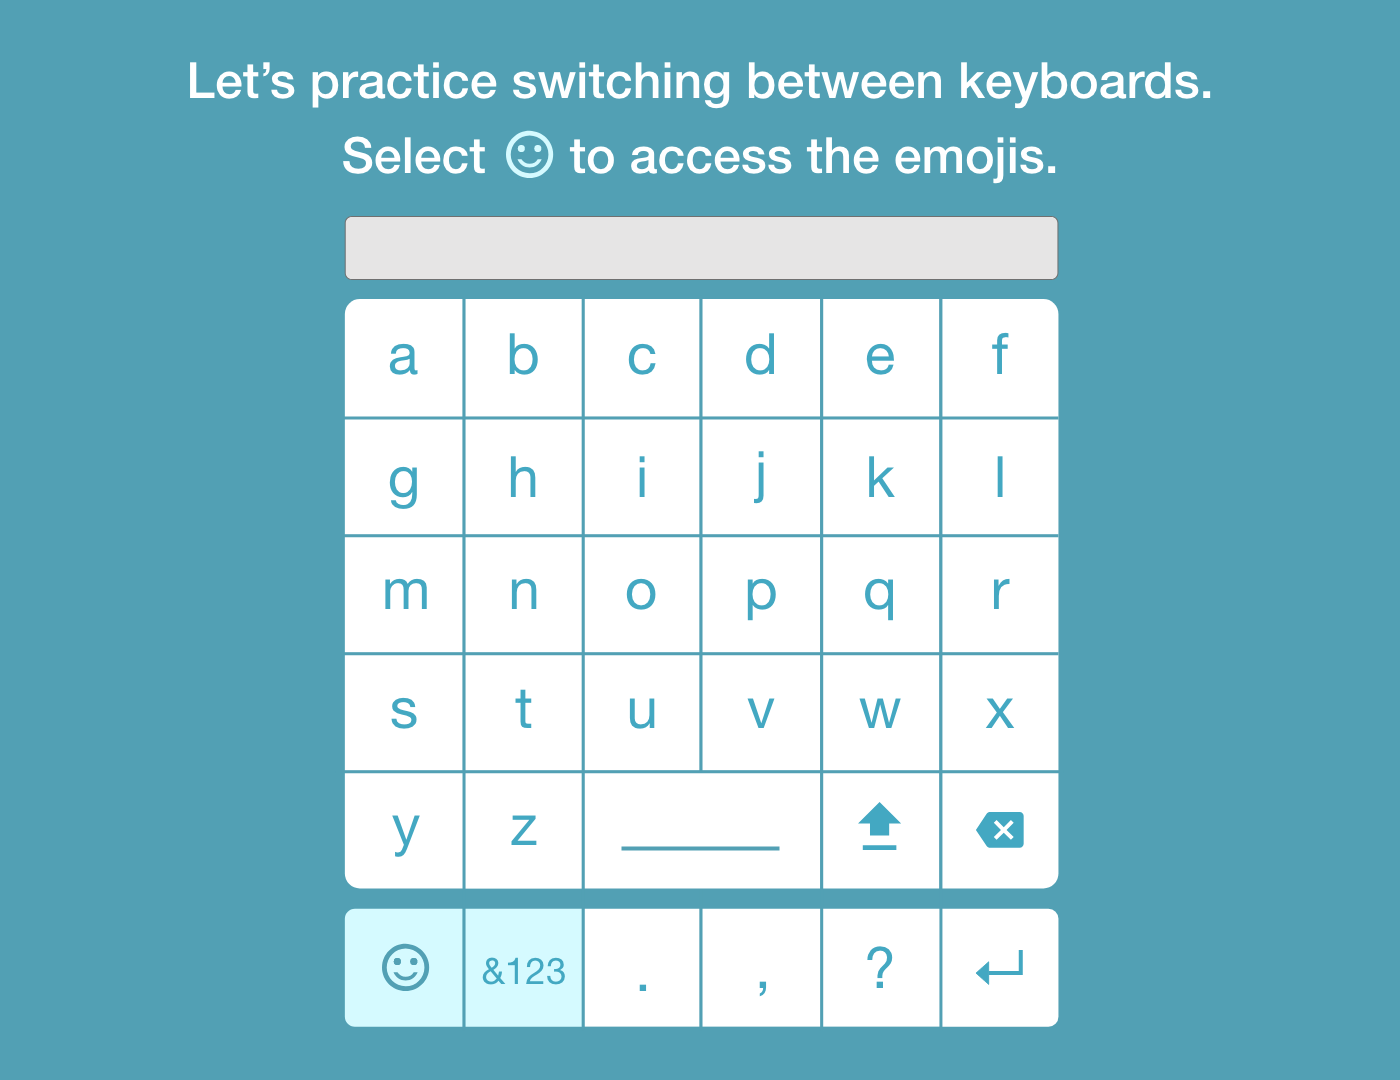 Let’s practice switching between keyboards.
Select ☺ to access the emojis.
a b c d e f
g h i j k l
m n o p q r
s t u v w x
y z
&123 . , ?